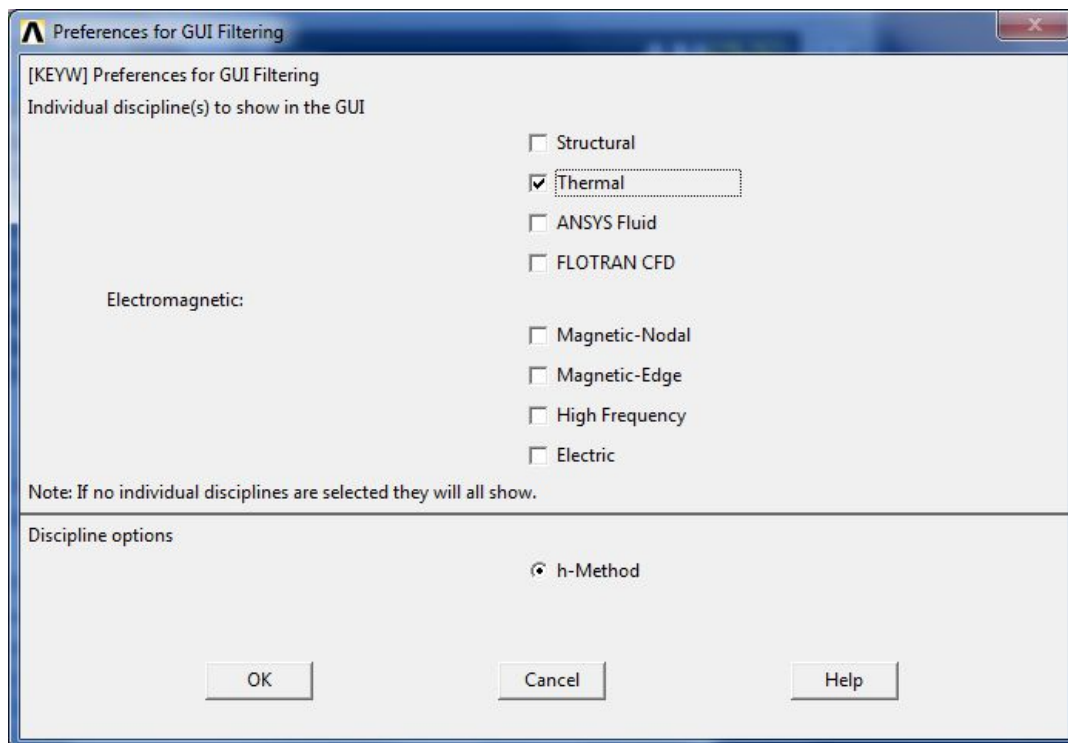 Preferences for GUI Filtering
[KEYW] Preferences for GUI Filtering
Individual discipline(s) to show in the GUI
Structural
Thermal
ANSYS Fluid
FLOTRAN CFD
Electromagnetic:
Magnetic-Nodal
Magnetic-Edge
High Frequency
Electric
Note: If no individual disciplines are selected they will all show.
Discipline options
h-Method
OK Cancel Help